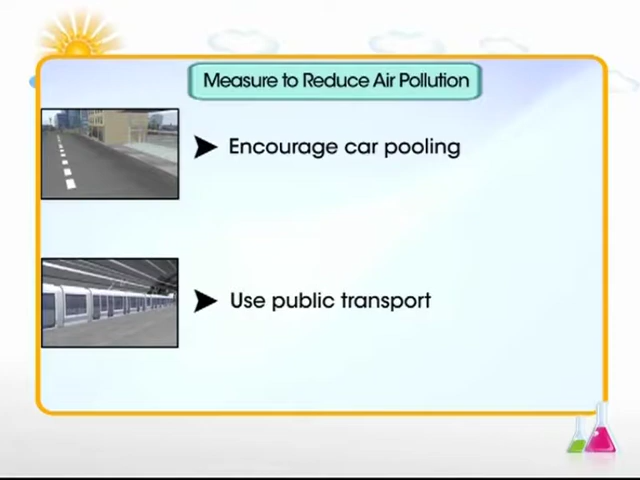 Measure to Reduce Air Pollution
Encourage car pooling
Use public transport